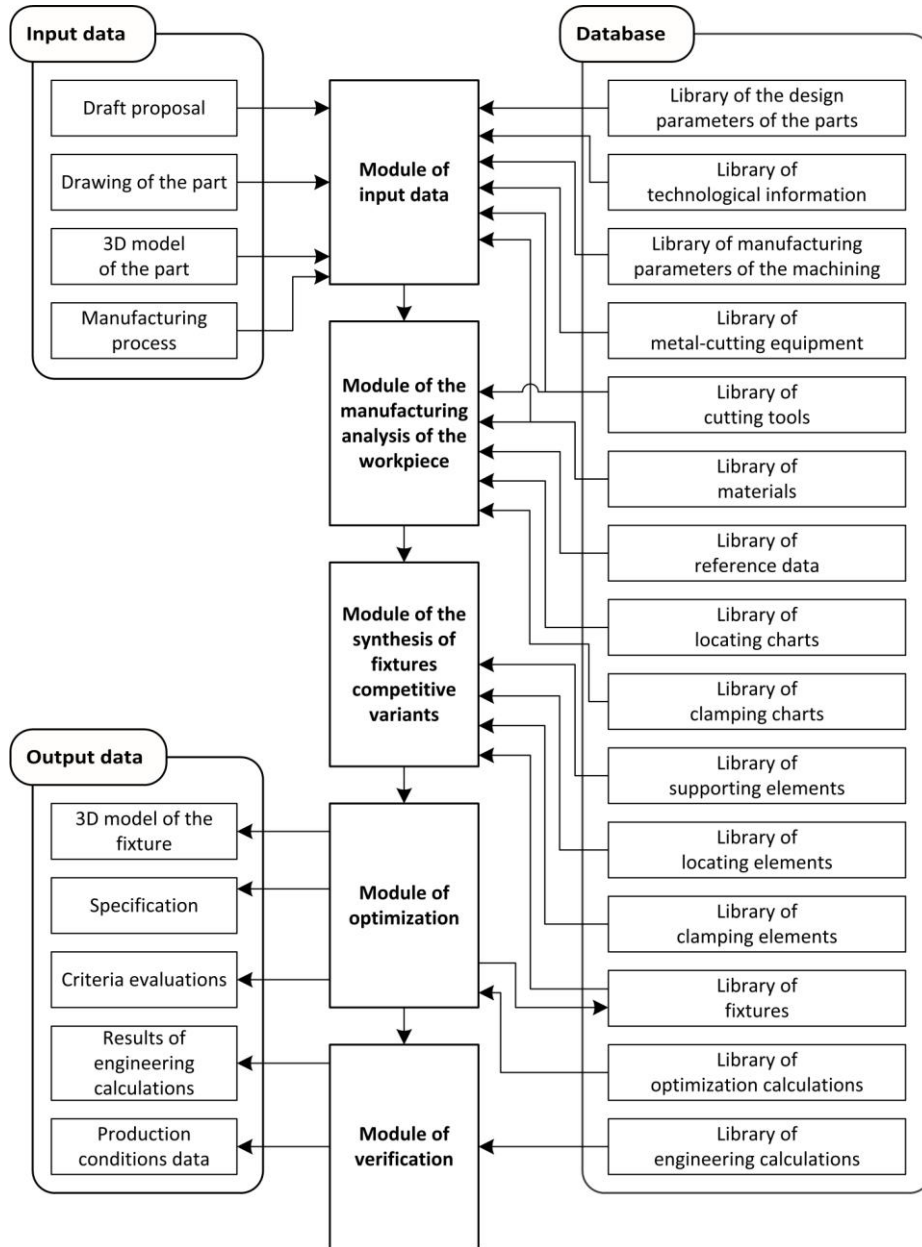 Input data
Draft proposal
Drawing of the part
3D model
of the part
Manufacturing
process
Module of
input data
Module of the
manufacturing
analysis of the
workpiece
Module of the
synthesis of
fixtures
competitive
variants
Module of
optimization
Module of
verification
Output data
3D model of the
fixture
Specification
Criteria evaluations
Results of
engineering
calculations
Production
conditions data
Database
Library of the design
parameters of the parts
Library of
technological information
Library of manufacturing
parameters of the machining
Library of
metal-cutting equipment
Library of
cutting tools
Library of
materials
Library of
reference data
Library of
locating charts
Library of
clamping charts
Library of
supporting elements
Library of
locating elements
Library of
clamping elements
Library of
fixtures
Library of
optimization calculations
Library of
engineering calculations